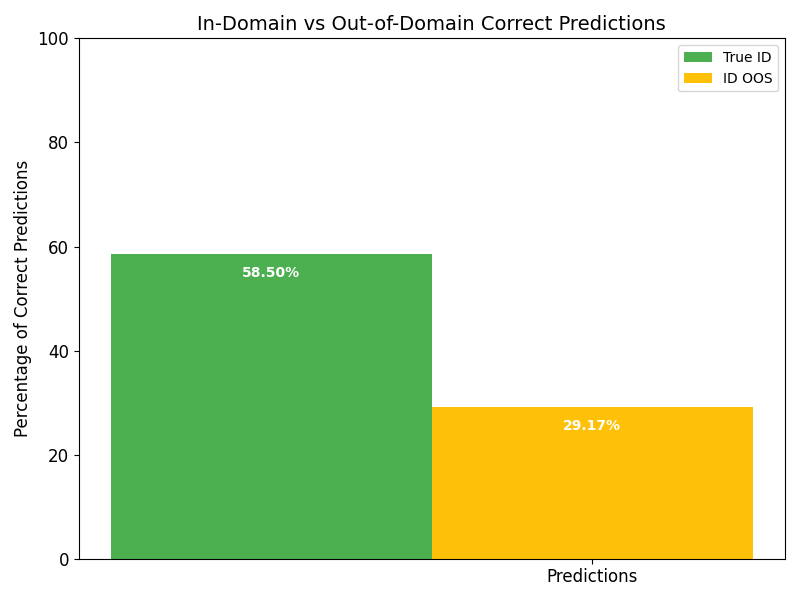 In-Domain vs Out-of-Domain Correct Predictions
True ID
ID OOS
Percentage of Correct Predictions
100
80
60
40
20
0
58.50%
29.17%
Predictions